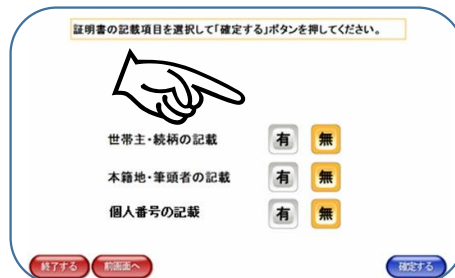 証明書の記載項目を選択して「確定する」ボタンを押してください。
世帯主・続柄の記載 有 無
本籍地・筆頭者の記載 有 無
個人番号の記載 有 無
終了する 前画面へ 確定する